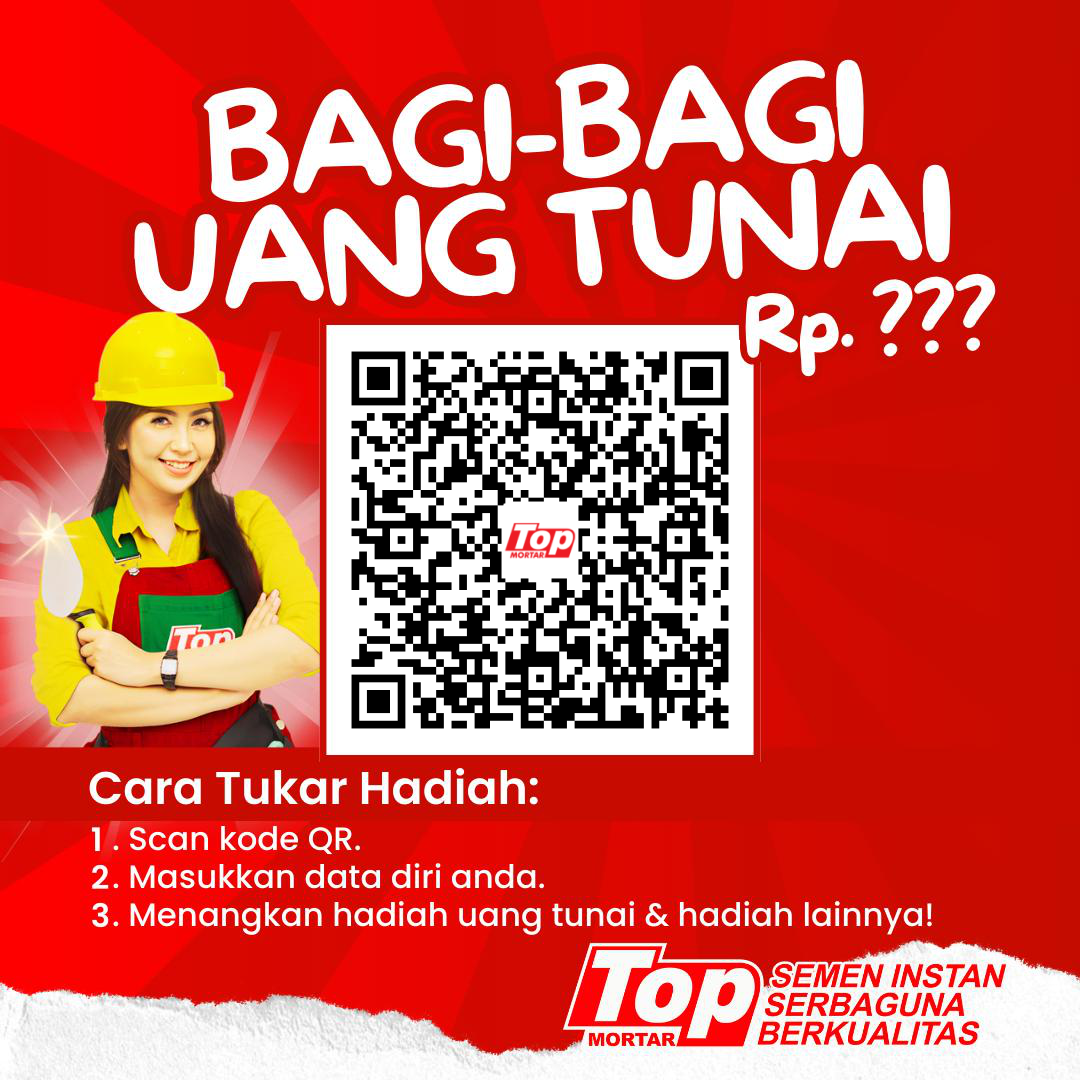 BAGI-BAGI
UANG TUNAI
Rp. ???
Top
MORTAR
Top
Cara Tukar Hadiah:
1. Scan kode QR.
2. Masukkan data diri anda.
3. Menangkan hadiah uang tunai & hadiah lainnya!
Top
MORTAR
SEMEN INSTAN
SERBAGUNA
BERKUALITAS